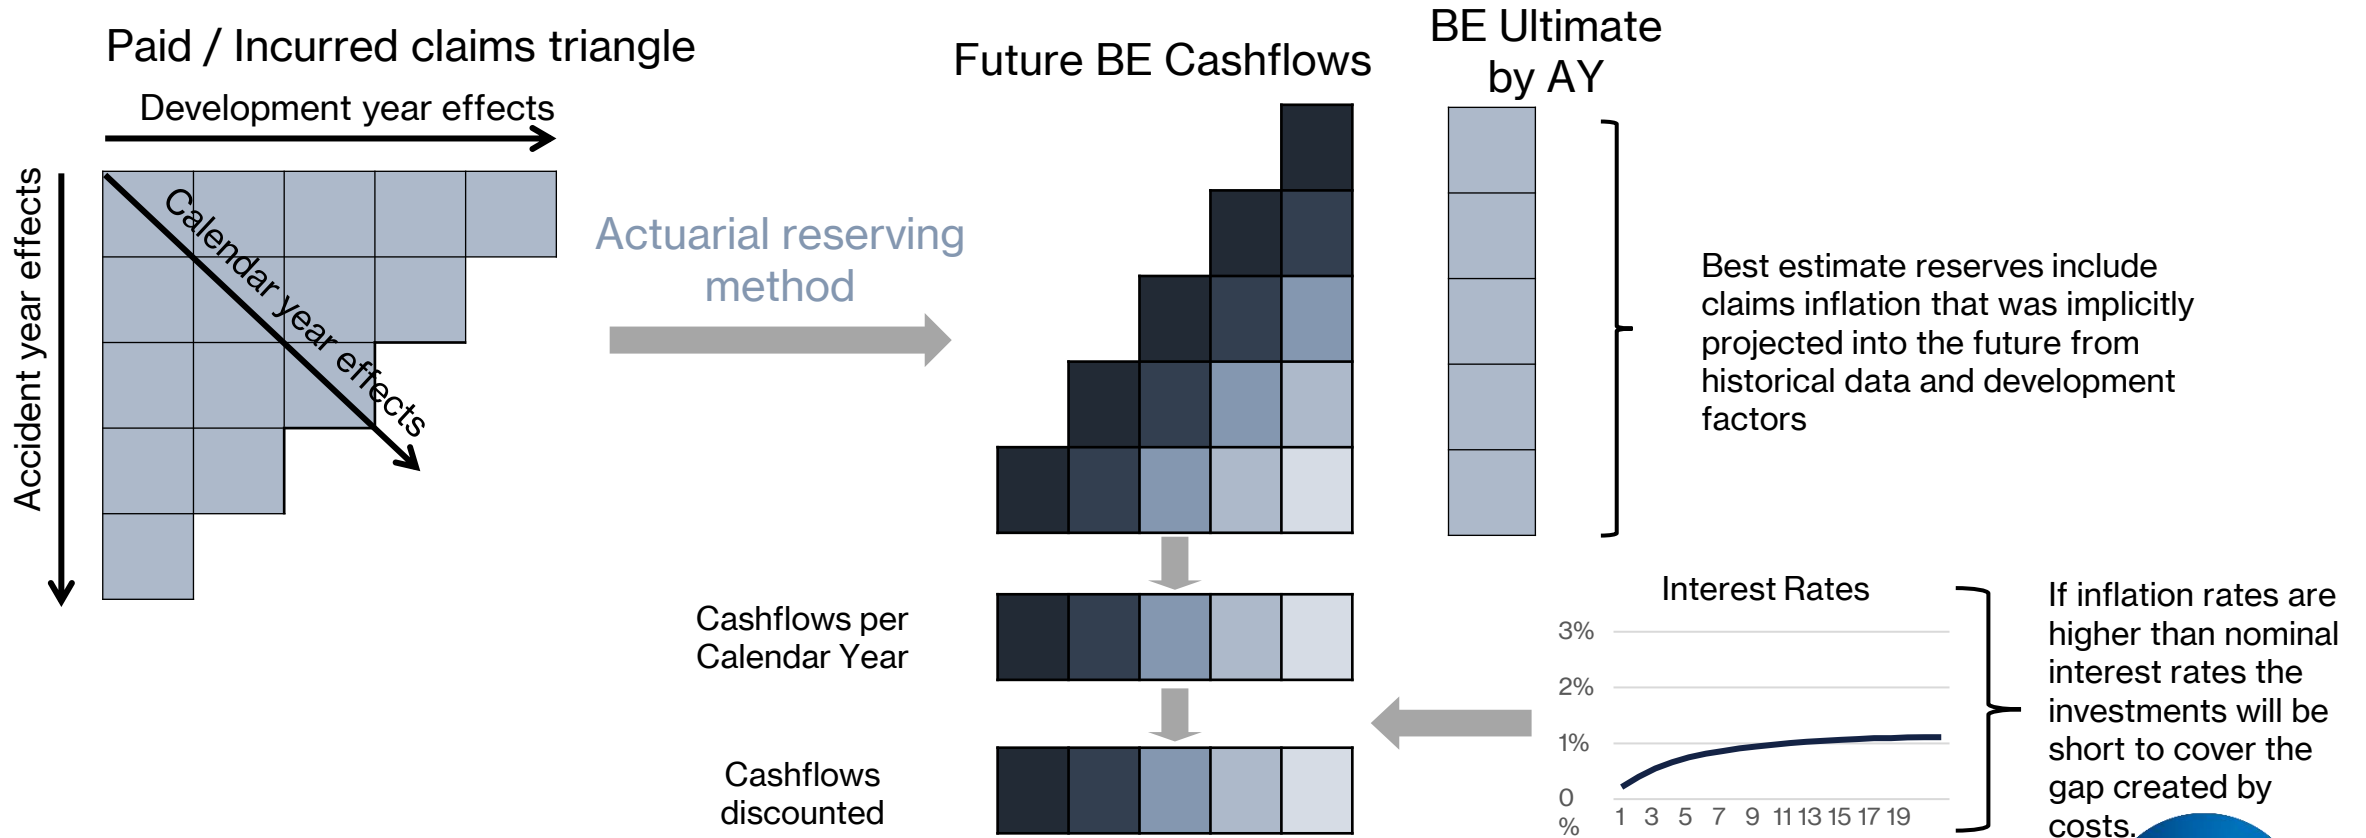 Paid / Incurred claims triangle
Development year effects
Accident year effects
Calendar year effects
Actuarial reserving
method
Future BE Cashflows
BE Ultimate
by AY
Best estimate reserves include
claims inflation that was implicitly
projected into the future from
historical data and development
factors
Cashflows per
Calendar Year
Cashflows
discounted
Interest Rates
3%
2%
1%
0
%
1 3 5 7 9 11 13 15 17 19
If inflation rates are
higher than nominal
interest rates the
investments will be
short to cover the
gap created by
costs.